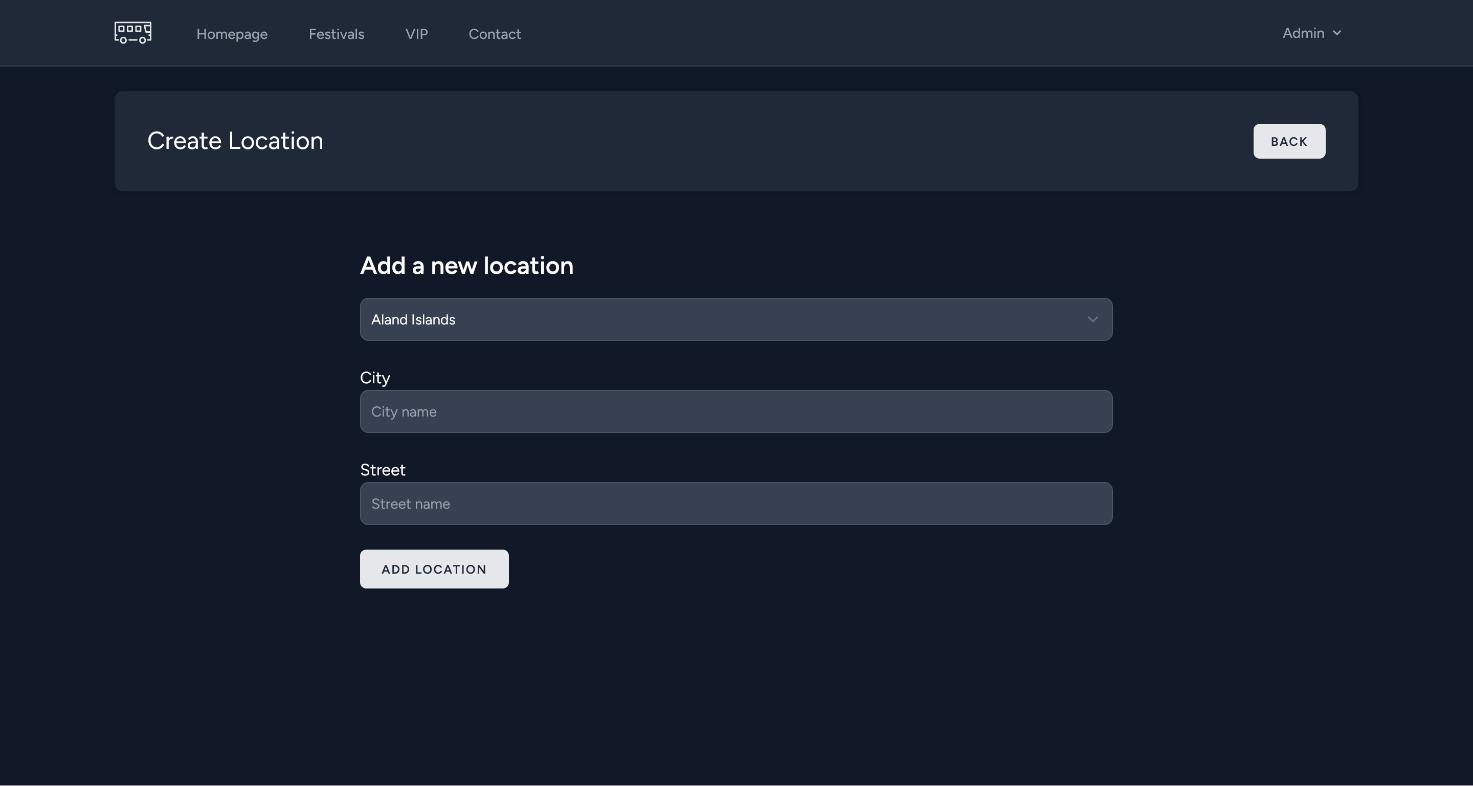 Homepage Festivals VIP Contact Admin
Create Location BACK
Add a new location
Aland Islands
City
City name
Street
Street name
ADD LOCATION